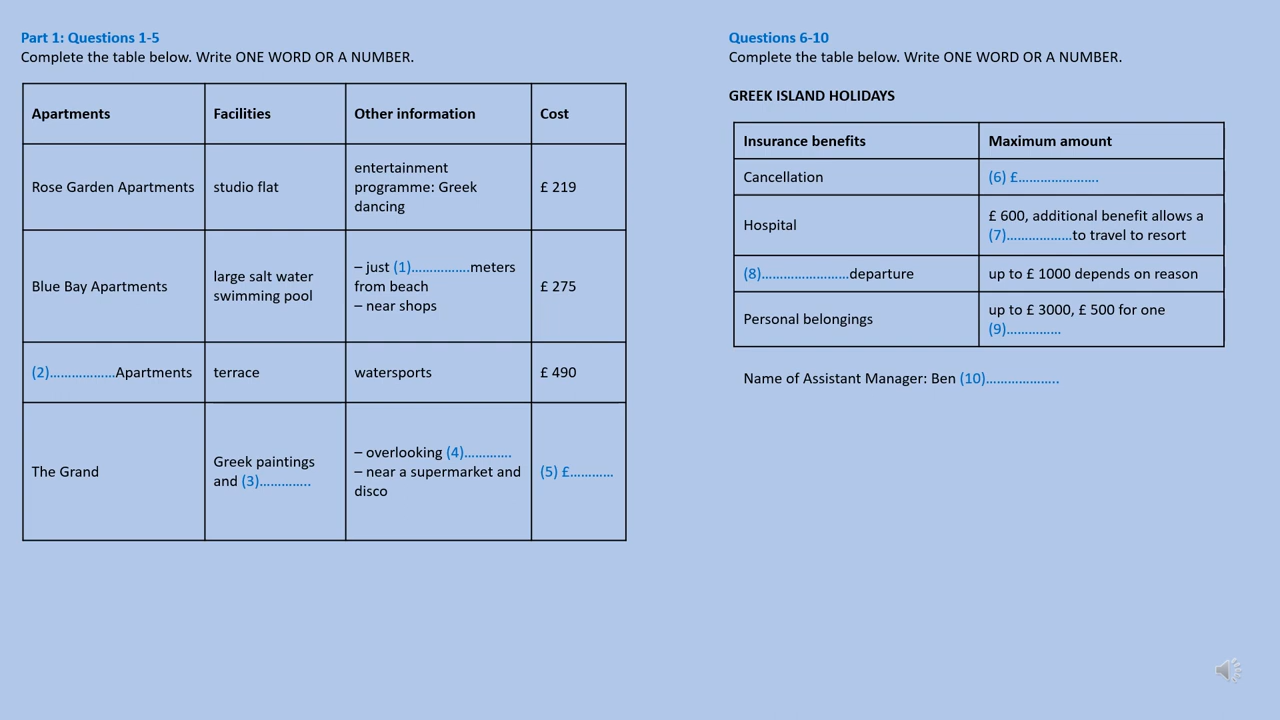 Part 1: Questions 1-5
Complete the table below. Write ONE WORD OR A NUMBER.
Apartments
Facilities
Other information
Cost
Rose Garden Apartments
studio flat
entertainment
programme: Greek
dancing
£ 219
Blue Bay Apartments
large salt water
swimming pool
– just (1)…………….meters
from beach
– near shops
£ 275
(2)………………Apartments
terrace
watersports
£ 490
The Grand
Greek paintings
and (3)…………..
– overlooking (4)………….
– near a supermarket and
disco
(5) £…………
Questions 6-10
Complete the table below. Write ONE WORD OR A NUMBER.
GREEK ISLAND HOLIDAYS
Insurance benefits
Maximum amount
Cancellation
(6) £………………….
Hospital
£ 600, additional benefit allows a
(7)………………to travel to resort
(8)……………………departure
up to £ 1000 depends on reason
Personal belongings
up to £ 3000, £ 500 for one
(9)……………
Name of Assistant Manager: Ben (10)………………..